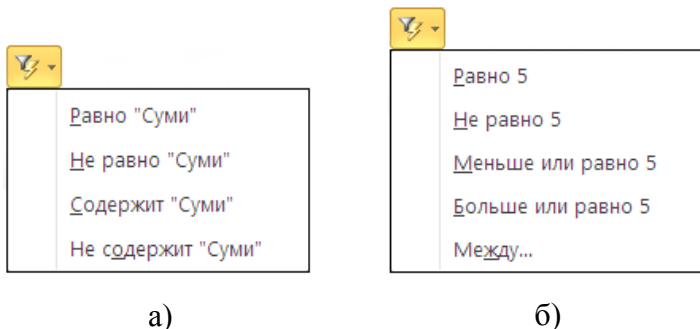 Равно "Суми"
Не равно "Суми"
Содержит "Суми"
Не содержит "Суми"
а)
Равно 5
Не равно 5
Меньше или равно 5
Больше или равно 5
Между...
б)